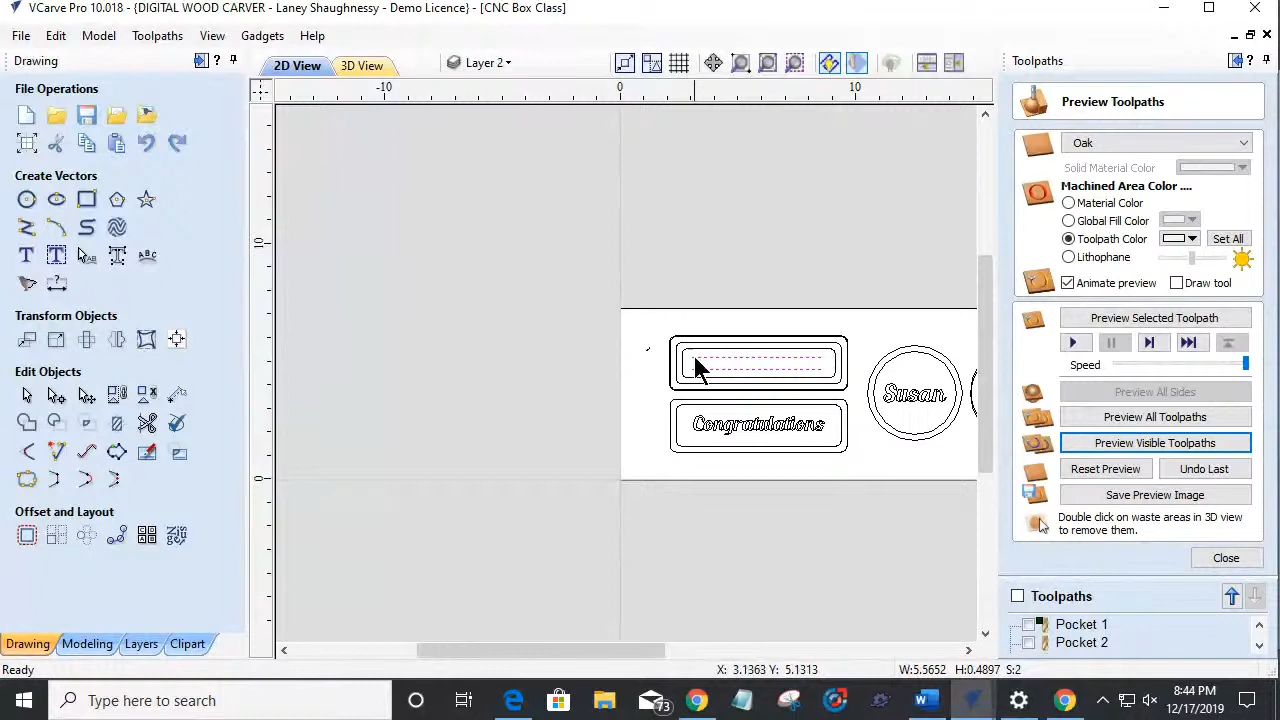 VCarve Pro 10.018 - {DIGITAL WOOD CARVER - Laney Shaughnessy - Demo Licence} - [CNC Box Class]
File Edit Model Toolpaths View Gadgets Help
Drawing
2D View
3D View
Layer 2
Toolpaths
-10
0
10
10
0
File Operations
Create Vectors
Transform Objects
Edit Objects
Offset and Layout
Drawing
Modeling
Layers
Clipart
Susan
Congratulations
Preview Toolpaths
Oak
Solid Material Color
Machined Area Color ....
Material Color
Global Fill Color
Toolpath Color
Set All
Lithophane
Animate preview
Draw tool
Preview Selected Toolpath
Speed
Preview All Sides
Preview All Toolpaths
Preview Visible Toolpaths
Reset Preview
Undo Last
Save Preview Image
Double click on waste areas in 3D view
to remove them.
Close
Toolpaths
Pocket 1
Pocket 2
Ready
X: 3.1363 Y: 5.1313
W:5.5652 H:0.4897 S:2
Type here to search
73
8:44 PM
12/17/2019